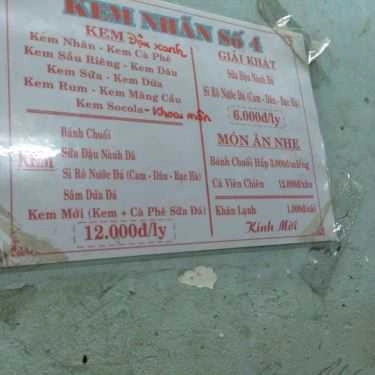 KEM NHÃN SỐ 4
KEM Đậu xanh
Kem Nhãn - Kem Cà Phê
Kem Sầu Riêng - Kem Dâu
Kem Sữa - Kem Dừa
Kem Rum - Kem Mãng Cầu
Kem Socola - Khoai môn
KEM
Bánh Chuối
Sữa Đậu Nành Đá
Si Rô Nước Đá (Cam - Dâu - Bạc Hà)
Sâm Dứa Đá
Kem Mới (Kem + Cà Phê Sữa Đá)
12.000đ/ly
GIẢI KHÁT
Sữa Đậu Nành Đá
Si Rô Nước Đá (Cam - Dâu - Bạc Hà)
6.000đ/ly
MÓN ĂN NHẸ
Bánh Chuối Hấp 3.000đ/miếng
Cá Viên Chiên 12.000đ/xâu
Khăn Lạnh 1.000đ/cái
Kính Mời